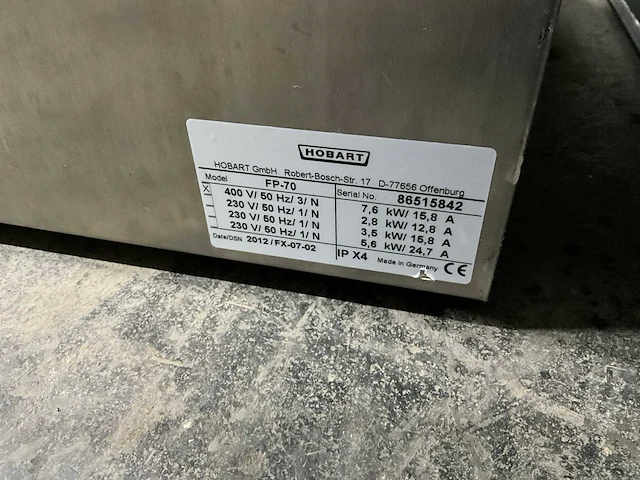 HOBART
HOBART GmbH Robert-Bosch-Str. 17 D-77656 Offenburg
Model FP-70 Serial No. 86515842
X 400 V/ 50 Hz/ 3/ N 7,6 kW/ 15,8 A
230 V/ 50 Hz/ 1/ N 2,8 kW/ 12,8 A
230 V/ 50 Hz/ 1/ N 3,5 kW/ 15,8 A
230 V/ 50 Hz/ 1/ N 5,6 kW/ 24,7 A
Date/DSN 2012 / FX-07-02 IP X4 Made in Germany CE